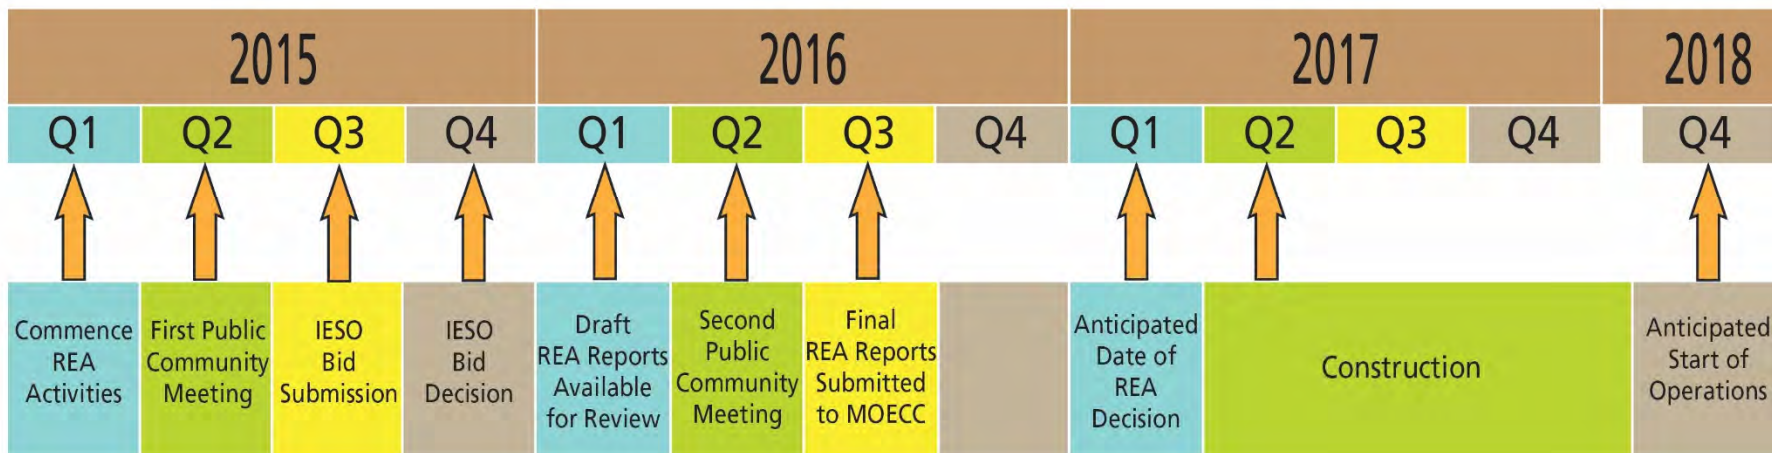 2015
2016
2017
2018
Q1
Q2
Q3
Q4
Q1
Q2
Q3
Q4
Q1
Q2
Q3
Q4
Q4
Commence
REA
Activities
First Public
Community
Meeting
IESO
Bid
Submission
IESO
Bid
Decision
Draft
REA Reports
Available
for Review
Second
Public
Community
Meeting
Final
REA Reports
Submitted
to MOECC
Anticipated
Date of
REA
Decision
Construction
Anticipated
Start of
Operations